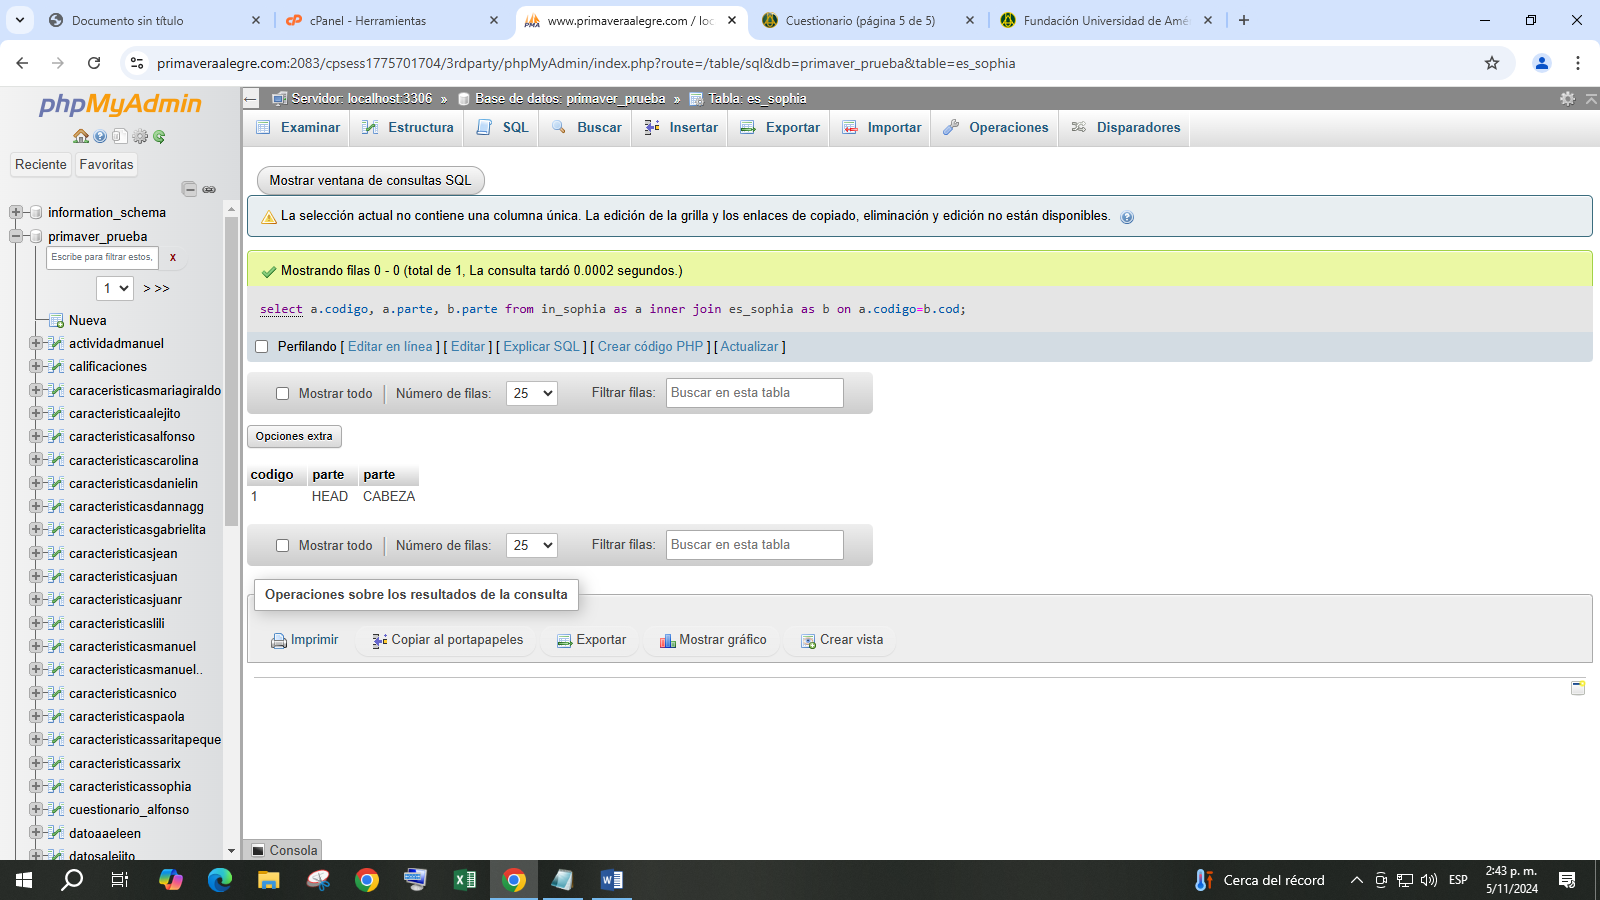 Documento sin título
cPanel - Herramientas
www.primaveraalegre.com / loc
Cuestionario (página 5 de 5)
Fundación Universidad de Amé
primaveraalegre.com:2083/cpsess1775701704/3rdparty/phpMyAdmin/index.php?route=/table/sql&db=primaver_prueba&table=es_sophia
phpMyAdmin
Reciente Favoritas
information_schema
primaver_prueba
Escribe para filtrar estos, x
1 > >>
Nueva
actividadmanuel
calificaciones
caraceristicasmariagiraldo
caracteristicaalejito
caracteristicasalfonso
caracteristicascarolina
caracteristicasdanielin
caracteristicasdannagg
caracteristicasgabrielita
caracteristicasjean
caracteristicasjuan
caracteristicasjuanr
caracteristicaslili
caracteristicasmanuel
caracteristicasmanuel..
caracteristicasnico
caracteristicaspaola
caracteristicassaritapeque
caracteristicassarix
caracteristicassophia
cuestionario_alfonso
datoaaeleen
datosalejito
Servidor: localhost:3306 » Base de datos: primaver_prueba » Tabla: es_sophia
Examinar Estructura SQL Buscar Insertar Exportar Importar Operaciones Disparadores
Mostrar ventana de consultas SQL
La selección actual no contiene una columna única. La edición de la grilla y los enlaces de copiado, eliminación y edición no están disponibles.
Mostrando filas 0 - 0 (total de 1, La consulta tardó 0.0002 segundos.)
select a.codigo, a.parte, b.parte from in_sophia as a inner join es_sophia as b on a.codigo=b.cod;
Perfilando [ Editar en línea ] [ Editar ] [ Explicar SQL ] [ Crear código PHP ] [ Actualizar ]
Mostrar todo | Número de filas: 25 Filtrar filas: Buscar en esta tabla
Opciones extra
codigo parte parte
1 HEAD CABEZA
Mostrar todo | Número de filas: 25 Filtrar filas: Buscar en esta tabla
Operaciones sobre los resultados de la consulta
Imprimir Copiar al portapapeles Exportar Mostrar gráfico Crear vista
Consola
Cerca del récord
ESP
2:43 p. m.
5/11/2024